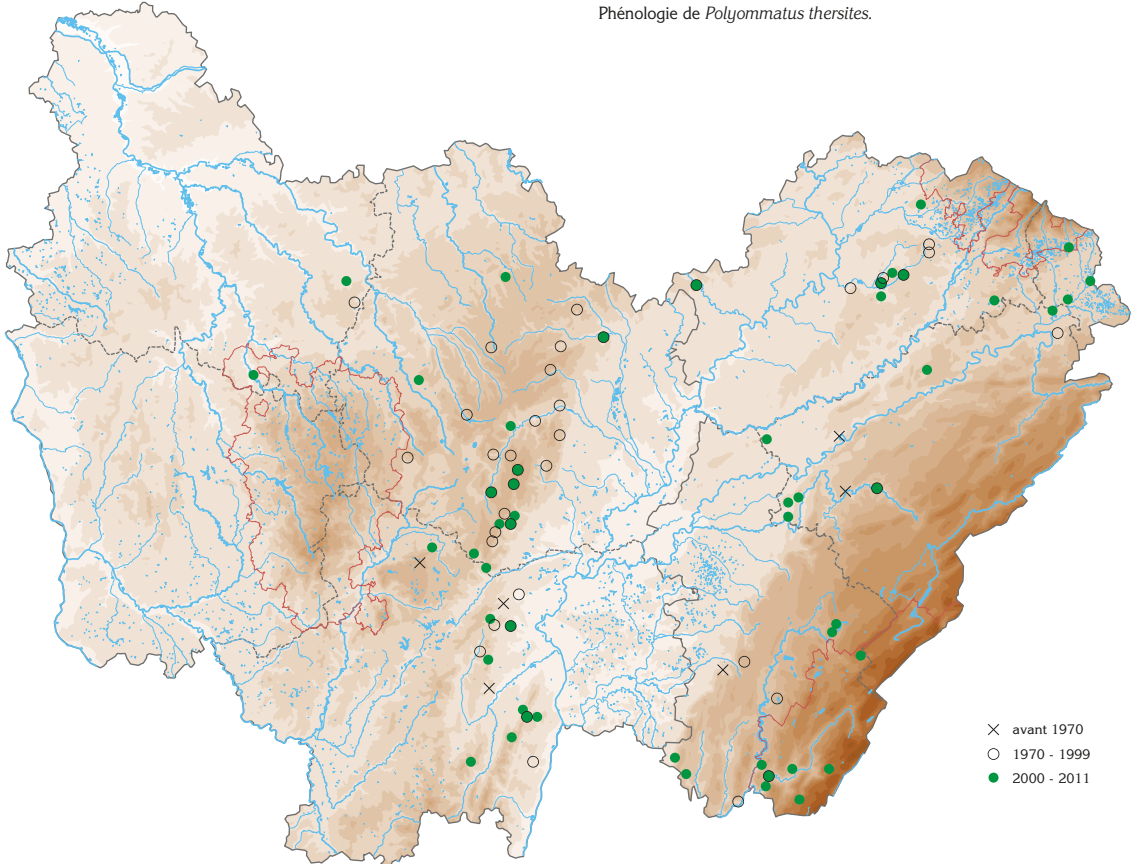 Phénologie de Polyommatus thersites.
avant 1970
1970 - 1999
2000 - 2011